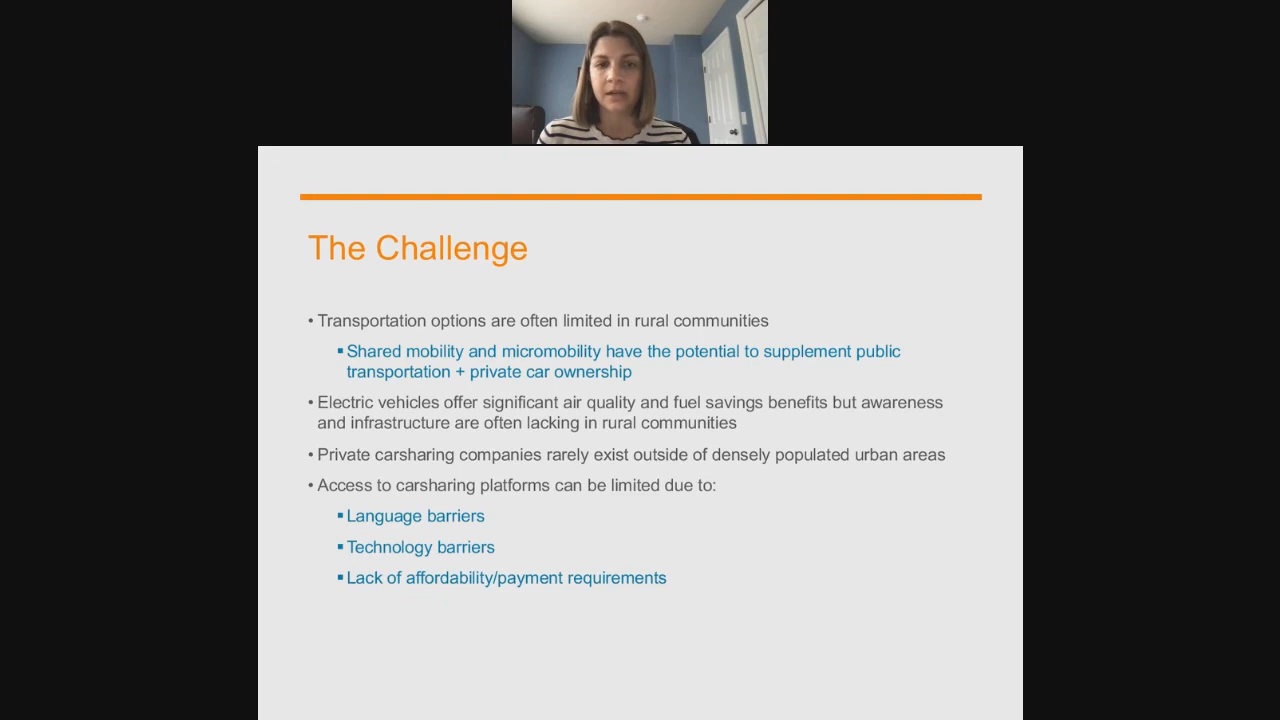 The Challenge
• Transportation options are often limited in rural communities
▪ Shared mobility and micromobility have the potential to supplement public
transportation + private car ownership
• Electric vehicles offer significant air quality and fuel savings benefits but awareness
and infrastructure are often lacking in rural communities
• Private carsharing companies rarely exist outside of densely populated urban areas
• Access to carsharing platforms can be limited due to:
▪ Language barriers
▪ Technology barriers
▪ Lack of affordability/payment requirements